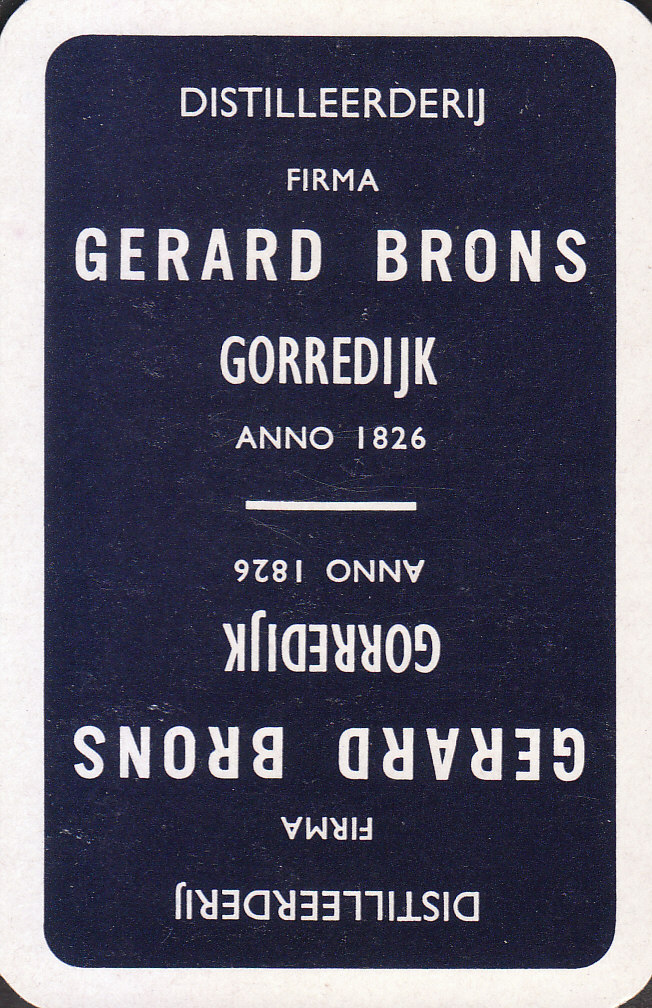 DISTILLEERDERIJ
FIRMA
GERARD BRONS
GORREDIJK
ANNO 1826
ANNO 1826
GORREDIJK
GERARD BRONS
FIRMA
DISTILLEERDERIJ